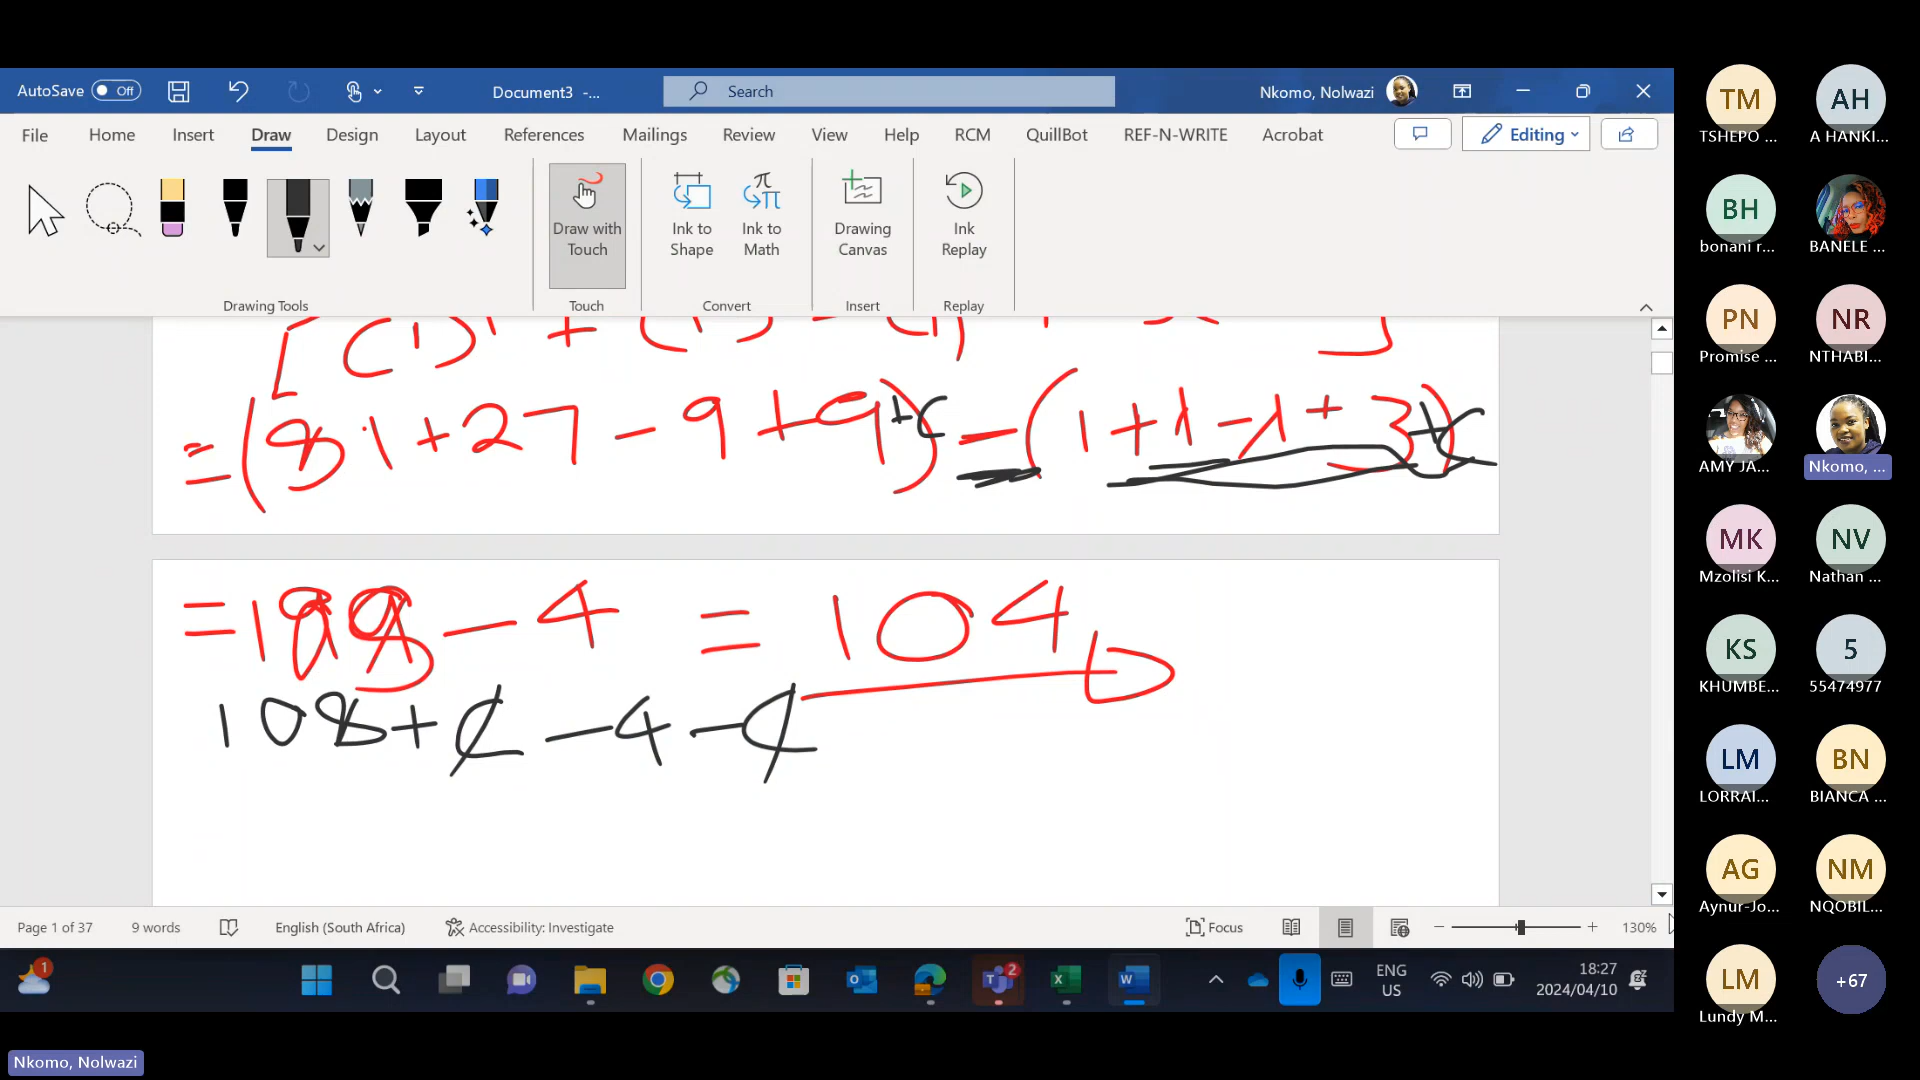 AutoSave Off Document3 -... Search Nkomo, Nolwazi
File Home Insert Draw Design Layout References Mailings Review View Help RCM QuillBot REF-N-WRITE Acrobat Editing
Draw with Touch
Ink to Shape
Ink to Math
Drawing Canvas
Ink Replay
Drawing Tools Touch Convert Insert Replay
=(81+27-9+9+c)-(1+1-1+3+c)
-4 = 104
108+c-4-c
Page 1 of 37 9 words English (South Africa) Accessibility: Investigate Focus 130%
1 2 ENG US 18:27 2024/04/10
TM AH
TSHEPO ... A HANKI...
BH
bonani r... BANELE ...
PN NR
Promise ... NTHABI...
AMY JA... Nkomo, ...
MK NV
Mzolisi K... Nathan ...
KS 5
KHUMBE... 55474977
LM BN
LORRAI... BIANCA ...
AG NM
Aynur-Jo... NQOBIL...
LM +67
Lundy M...
Nkomo, Nolwazi